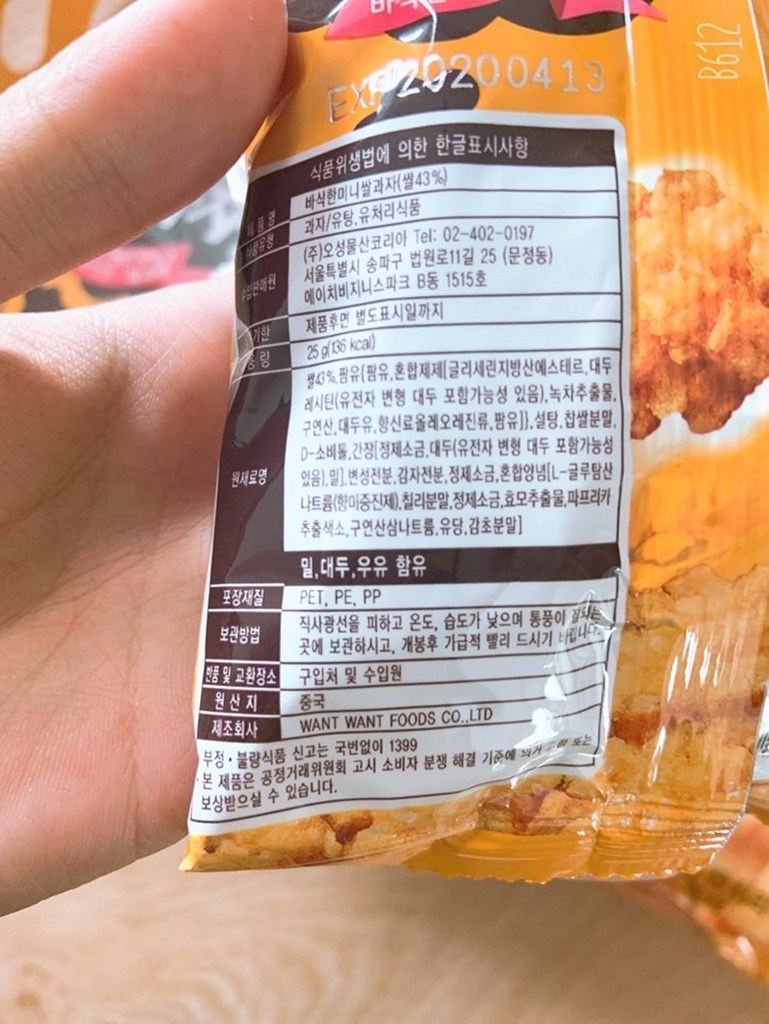 EXP20200413
B612
식품위생법에 의한 한글표시사항
제품명 바삭한미니쌀과자(쌀43%)
식품유형 과자/유탕,유처리식품
(주)오성물산코리아 Tel: 02-402-0197
서울특별시 송파구 법원로11길 25 (문정동)
에이치비지니스파크 B동 1515호
제품후면 별도표시일까지
25 g(136 kcal)
쌀43%,팜유{팜유,혼합제제[글리세린지방산에스테르,대두
레시틴(유전자 변형 대두 포함가능성 있음),녹차추출물,
구연산,대두유,향신료올레오레진류,팜유]},설탕,찹쌀분말,
D-소비톨,간장[정제소금,대두(유전자 변형 대두 포함가능성
원재료명 있음),밀],변성전분,감자전분,정제소금,혼합양념[L-글루탐산
나트륨(향미증진제),칠리분말,정제소금,효모추출물,파프리카
추출색소,구연산삼나트륨,유당,감초분말]
밀,대두,우유 함유
포장재질 PET, PE, PP
보관방법 직사광선을 피하고 온도, 습도가 낮으며 통풍이 잘되는
곳에 보관하시고, 개봉후 가급적 빨리 드시기 바랍니다.
반품 및 교환장소 구입처 및 수입원
원산지 중국
제조회사 WANT WANT FOODS CO.,LTD
부정·불량식품 신고는 국번없이 1399
본 제품은 공정거래위원회 고시 소비자 분쟁 해결 기준에 의거 교환 또는
보상받으실 수 있습니다.